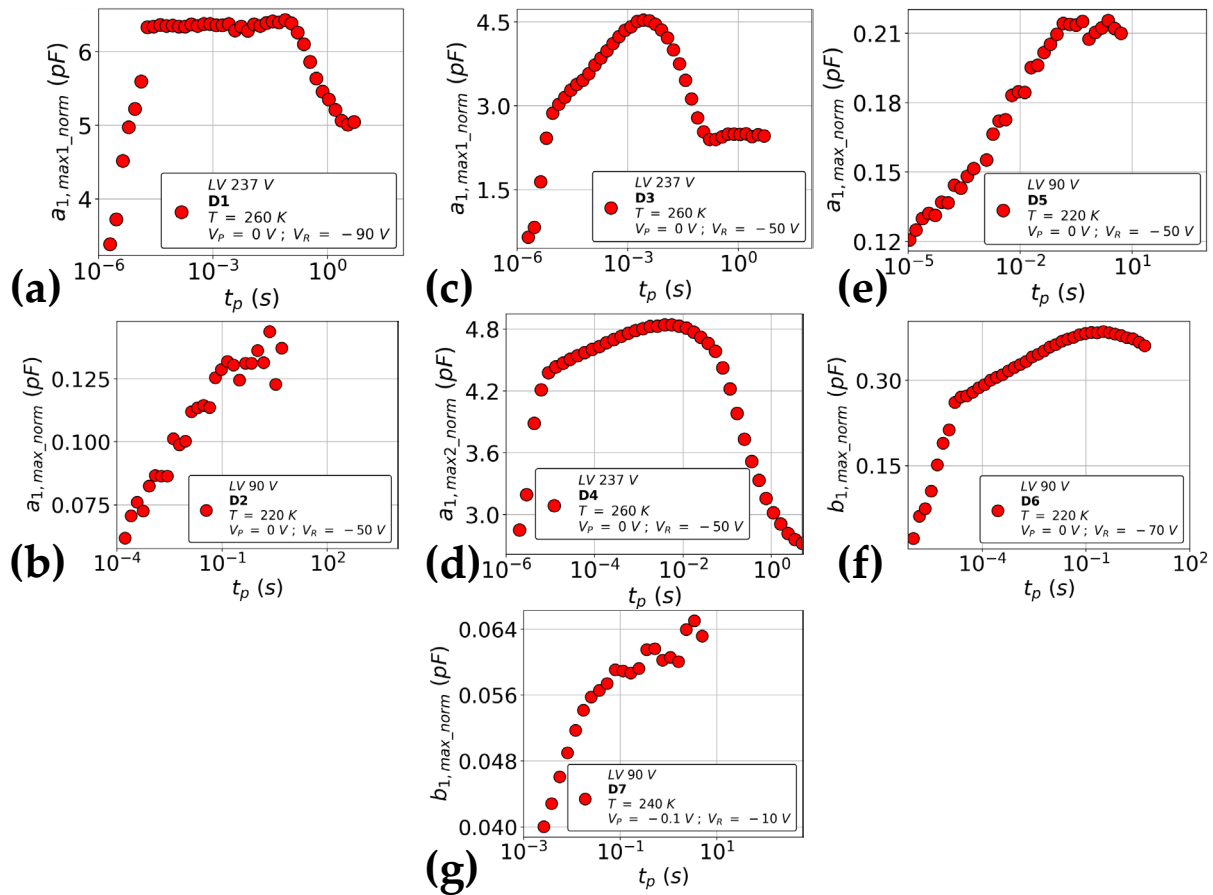 a1, max1_norm (pF)
6
5
4
LV 237 V
D1
T = 260 K
VP = 0 V ; VR = −90 V
10−6
10−3
100
tp (s)
(a)
a1, max1_norm (pF)
4.5
3.0
1.5
LV 237 V
D3
T = 260 K
VP = 0 V ; VR = −50 V
10−6
10−3
100
tp (s)
(c)
a1, max_norm (pF)
0.21
0.18
0.15
0.12
LV 90 V
D5
T = 220 K
VP = 0 V ; VR = −50 V
10−5
10−2
101
tp (s)
(e)
a1, max_norm (pF)
0.125
0.100
0.075
LV 90 V
D2
T = 220 K
VP = 0 V ; VR = −50 V
10−4
10−1
102
tp (s)
(b)
a1, max2_norm (pF)
4.8
4.2
3.6
3.0
LV 237 V
D4
T = 260 K
VP = 0 V ; VR = −50 V
10−6
10−4
10−2
100
tp (s)
(d)
b1, max_norm (pF)
0.30
0.15
LV 90 V
D6
T = 220 K
VP = 0 V ; VR = −70 V
10−4
10−1
102
tp (s)
(f)
b1, max_norm (pF)
0.064
0.056
0.048
0.040
LV 90 V
D7
T = 240 K
VP = −0.1 V ; VR = −10 V
10−3
10−1
101
tp (s)
(g)